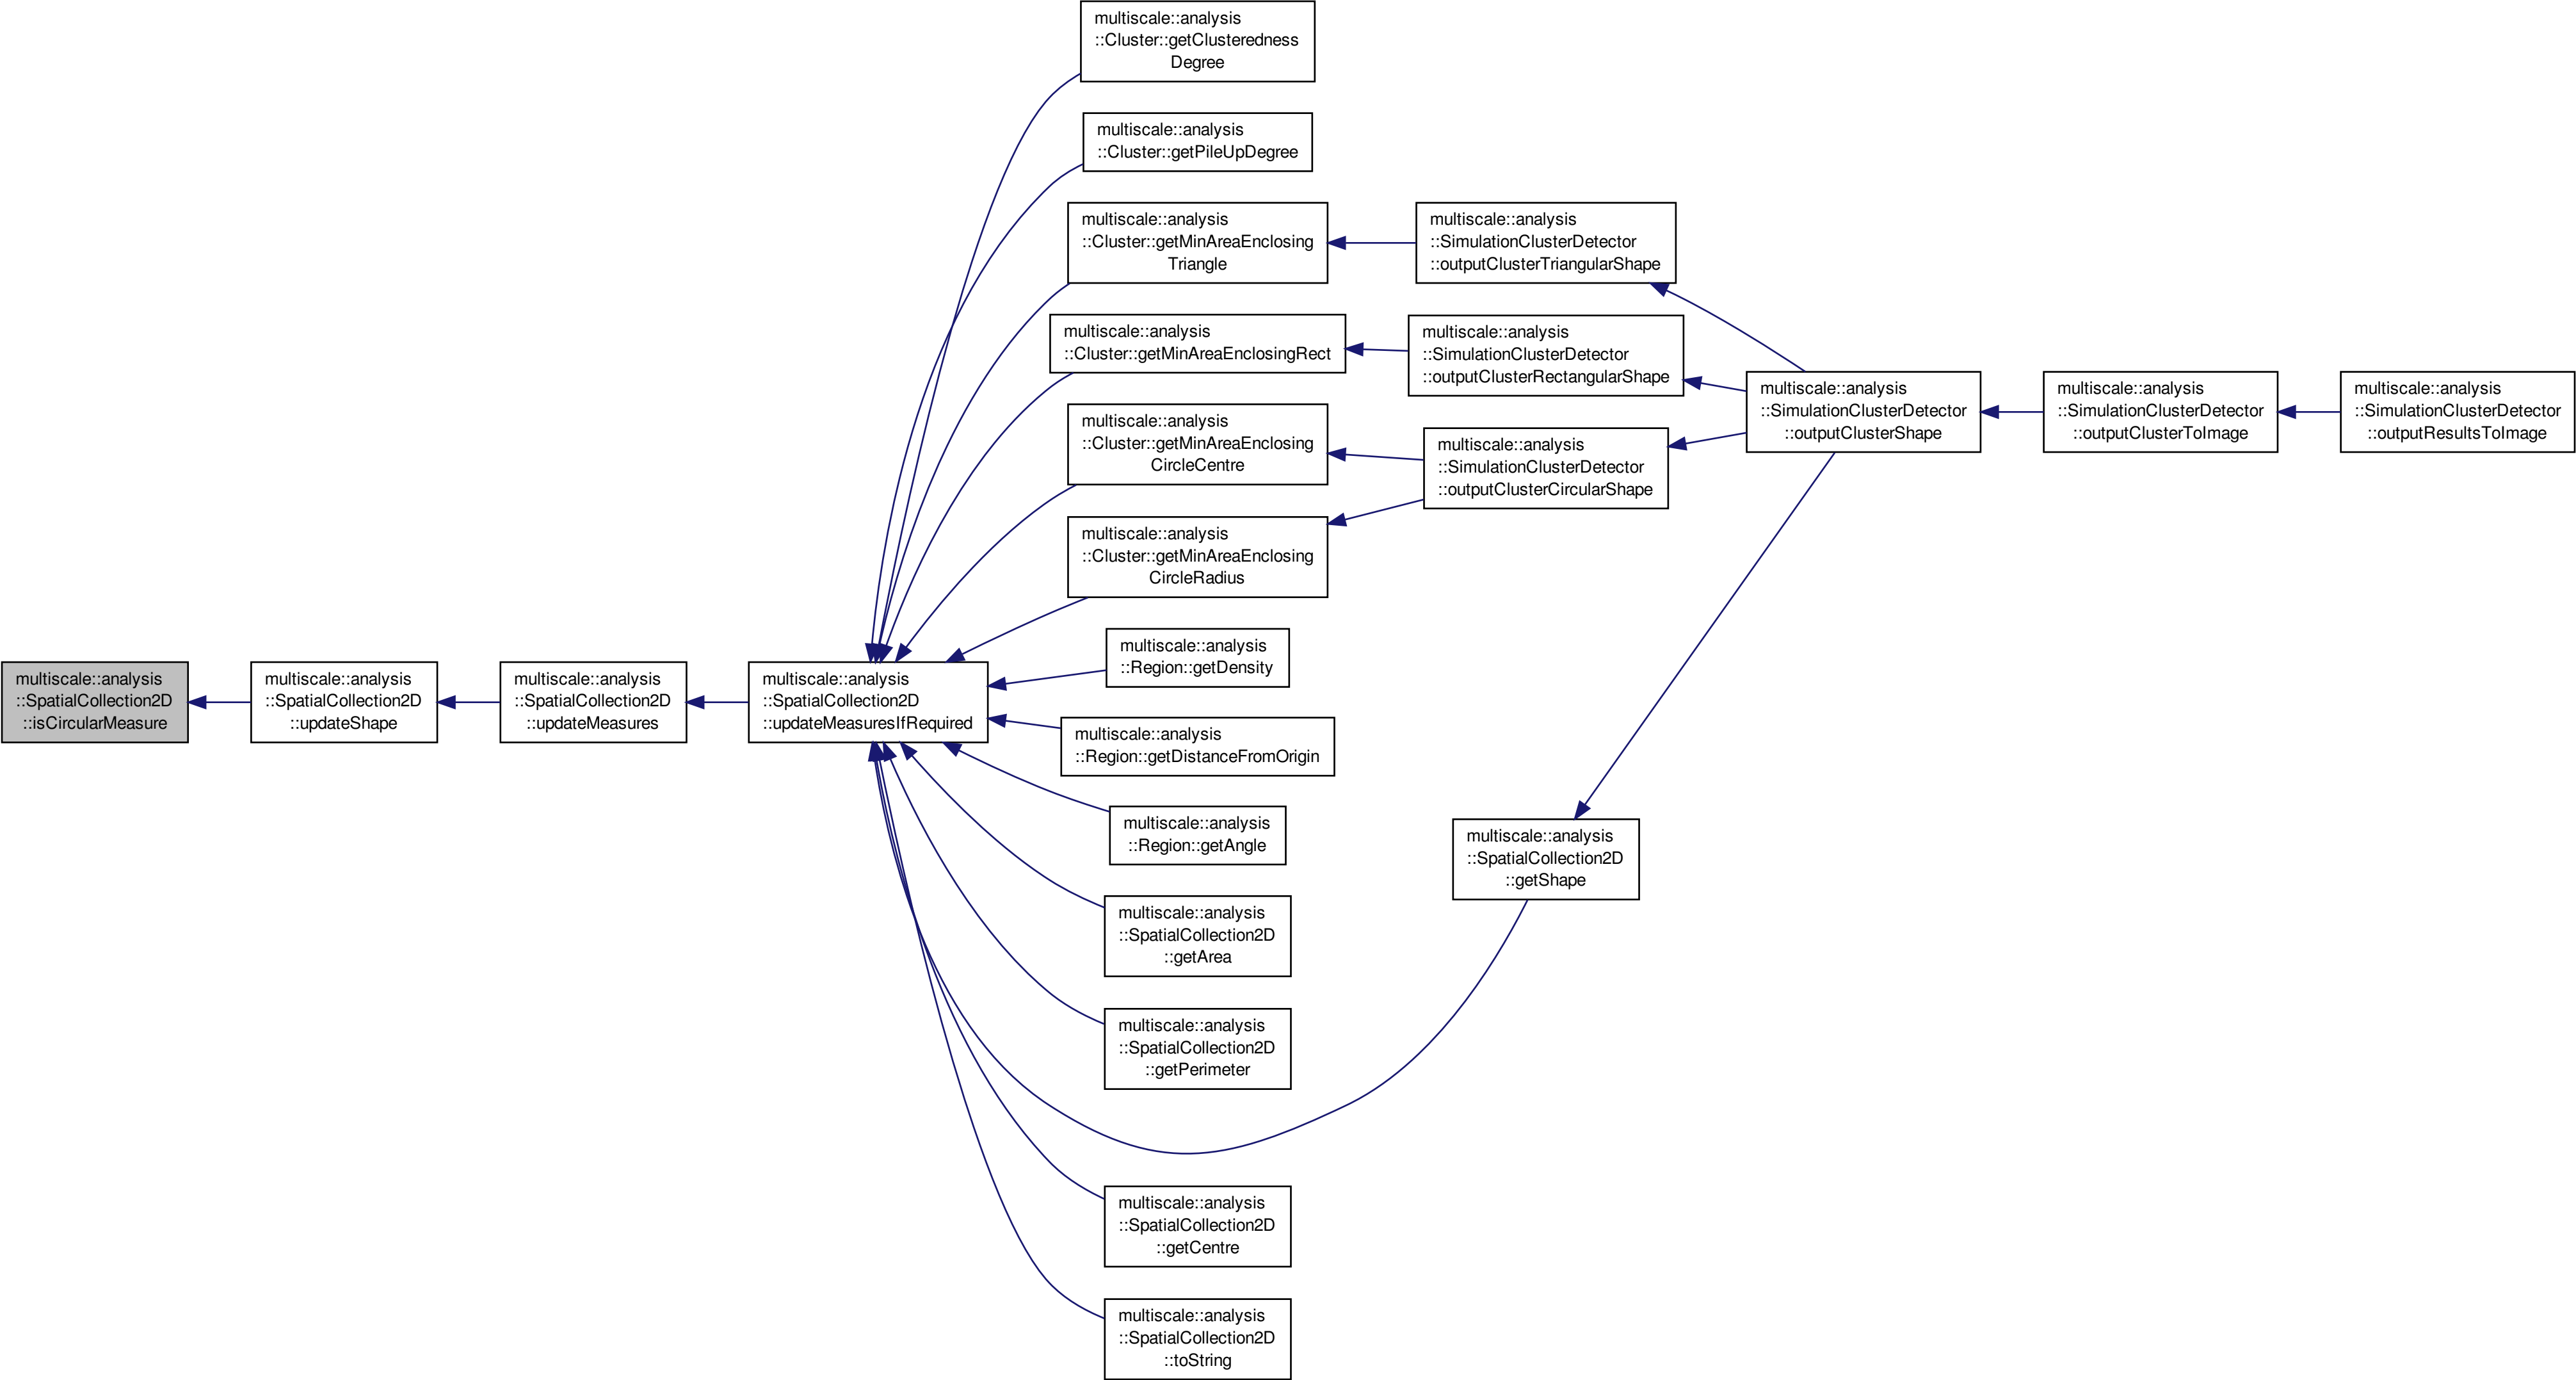 multiscale::analysis
::Cluster::getClusteredness
Degree
multiscale::analysis
::Cluster::getPileUpDegree
multiscale::analysis
::Cluster::getMinAreaEnclosing
Triangle
multiscale::analysis
::SimulationClusterDetector
::outputClusterTriangularShape
multiscale::analysis
::Cluster::getMinAreaEnclosingRect
multiscale::analysis
::SimulationClusterDetector
::outputClusterRectangularShape
multiscale::analysis
::Cluster::getMinAreaEnclosing
CircleCentre
multiscale::analysis
::SimulationClusterDetector
::outputClusterCircularShape
multiscale::analysis
::SimulationClusterDetector
::outputClusterShape
multiscale::analysis
::SimulationClusterDetector
::outputClusterToImage
multiscale::analysis
::SimulationClusterDetector
::outputResultsToImage
multiscale::analysis
::Cluster::getMinAreaEnclosing
CircleRadius
multiscale::analysis
::SpatialCollection2D
::isCircularMeasure
multiscale::analysis
::SpatialCollection2D
::updateShape
multiscale::analysis
::SpatialCollection2D
::updateMeasures
multiscale::analysis
::SpatialCollection2D
::updateMeasuresIfRequired
multiscale::analysis
::Region::getDensity
multiscale::analysis
::Region::getDistanceFromOrigin
multiscale::analysis
::Region::getAngle
multiscale::analysis
::SpatialCollection2D
::getShape
multiscale::analysis
::SpatialCollection2D
::getArea
multiscale::analysis
::SpatialCollection2D
::getPerimeter
multiscale::analysis
::SpatialCollection2D
::getCentre
multiscale::analysis
::SpatialCollection2D
::toString